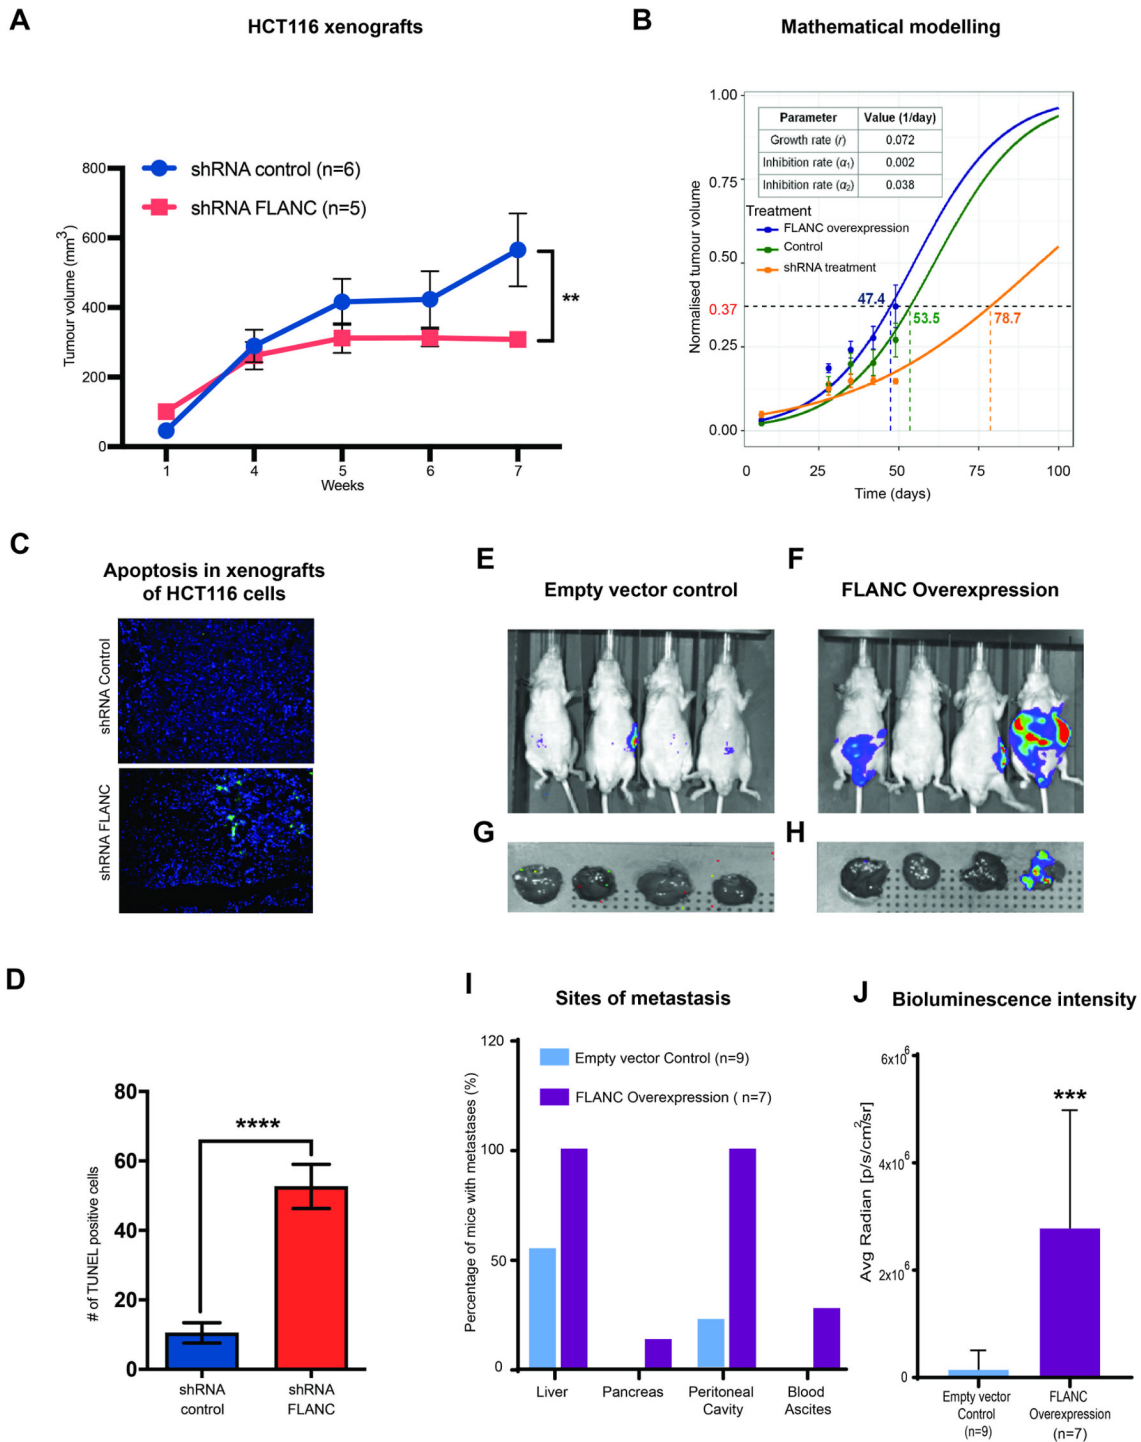 A
HCT116 xenografts
800
600
400
200
0
Tumour volume (mm3)
shRNA control (n=6)
shRNA FLANC (n=5)
**
1
4
5
6
7
Weeks
B
Mathematical modelling
1.00
0.75
0.50
0.37
0.25
0.00
Normalised tumour volume
Parameter Value (1/day)
Growth rate (r) 0.072
Inhibition rate (α1) 0.002
Inhibition rate (α2) 0.038
Treatment
FLANC overexpression
Control
shRNA treatment
47.4
53.5
78.7
0
25
50
75
100
Time (days)
C
Apoptosis in xenografts
of HCT116 cells
shRNA Control
shRNA FLANC
E
Empty vector control
F
FLANC Overexpression
G
H
D
80
60
40
20
0
# of TUNEL positive cells
****
shRNA
control
shRNA
FLANC
I
Sites of metastasis
120
100
50
0
Percentage of mice with metastases (%)
Empty vector Control (n=9)
FLANC Overexpression ( n=7)
Liver
Pancreas
Peritoneal
Cavity
Blood
Ascites
J
Bioluminescence intensity
6x10^6
4x10^6
2x10^6
0
Avg Radian [p/s/cm2/sr]
***
Empty vector
Control
(n=9)
FLANC
Overexpression
(n=7)